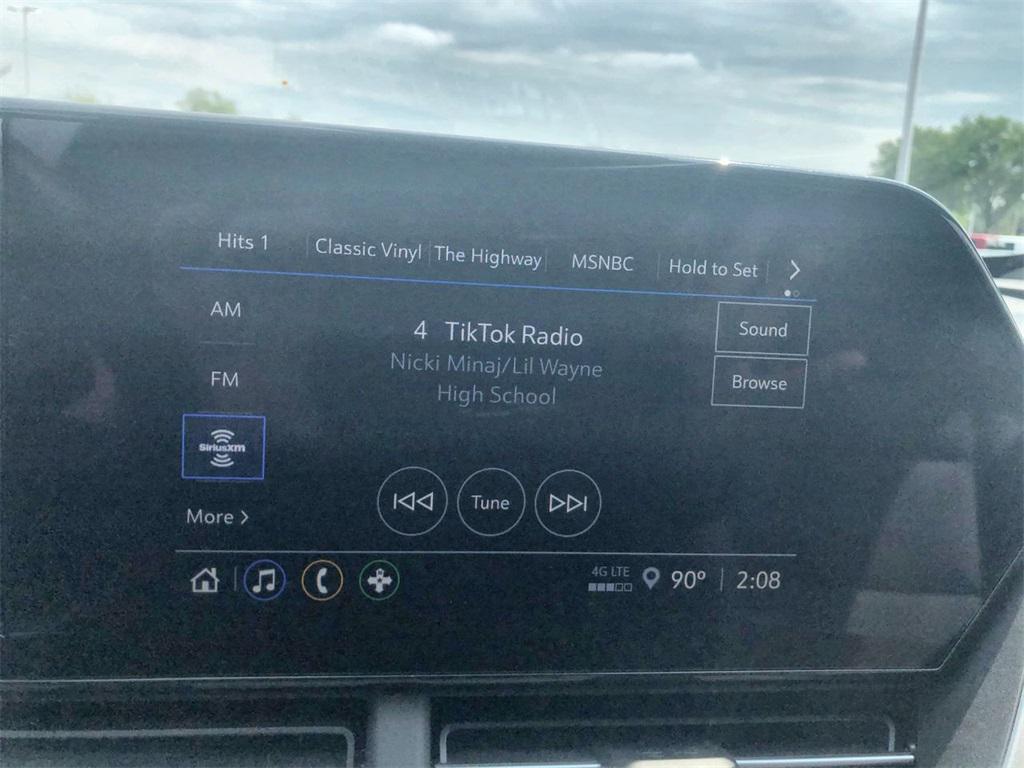 Hits 1 Classic Vinyl The Highway MSNBC Hold to Set
AM
4 TikTok Radio
Sound
Nicki Minaj/Lil Wayne
FM
High School
Browse
SiriusXM
Tune
More
4G LTE
90° 2:08